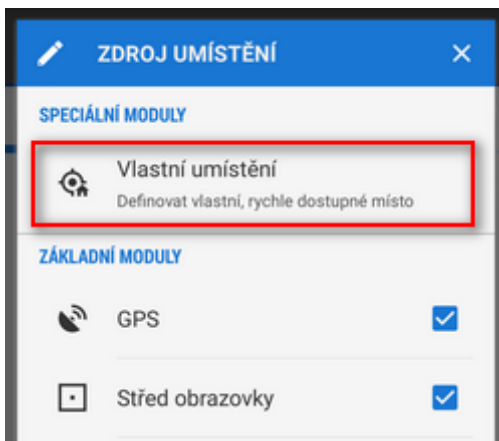 ZDROJ UMÍSTĚNÍ
SPECIÁLNÍ MODULY
Vlastní umístění
Definovat vlastní, rychle dostupné místo
ZÁKLADNÍ MODULY
GPS
Střed obrazovky